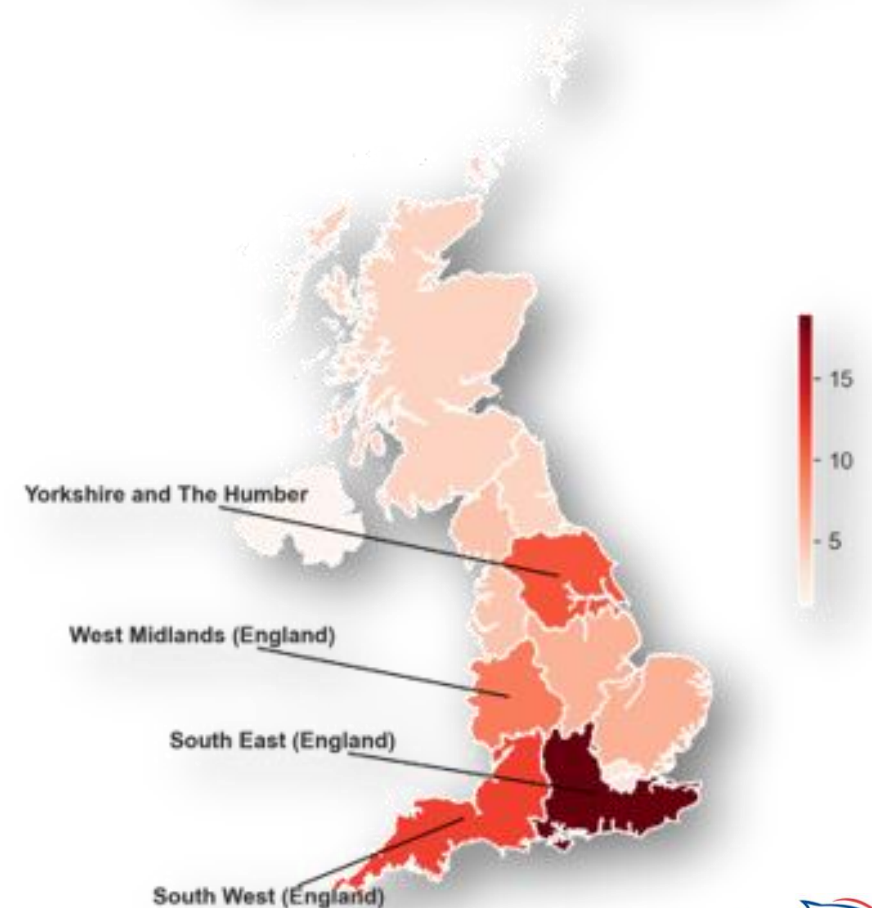 15
10
Yorkshire and The Humber
5
West Midlands (England)
South East (England)
South West (England)